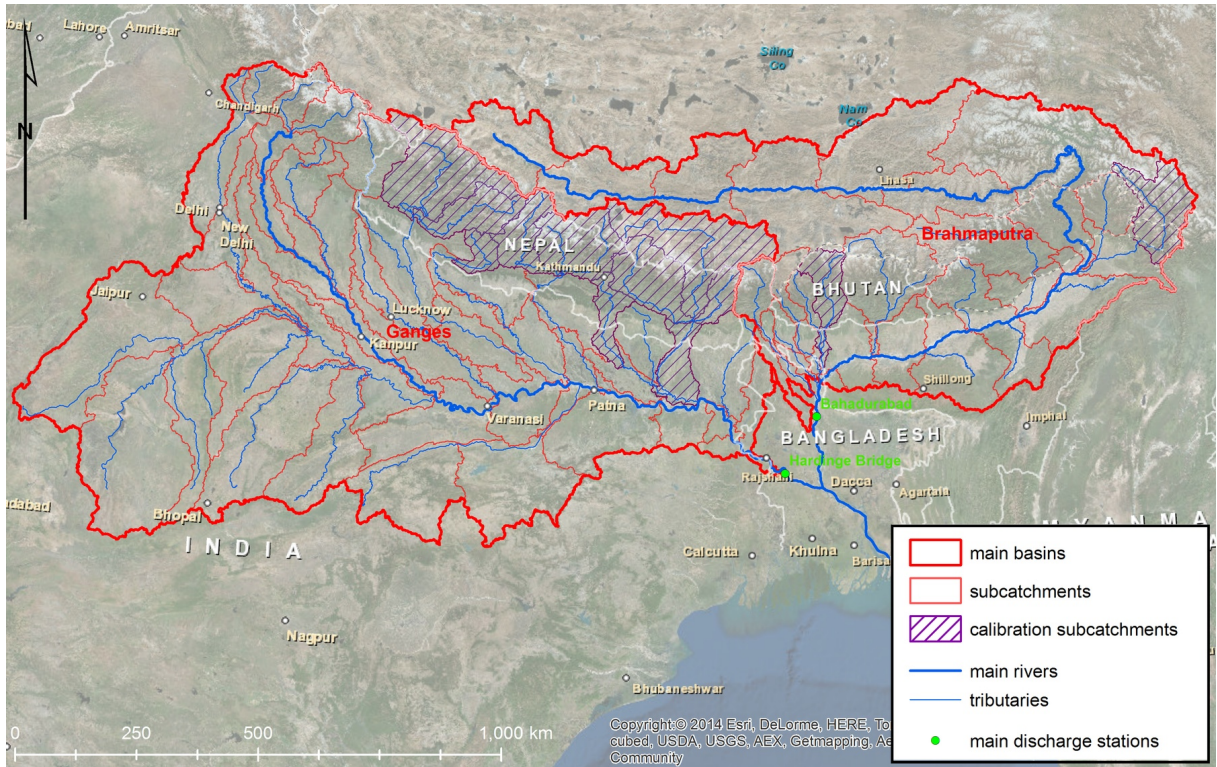 Lahore
Amritsar
Siling
Co
Chandigarh
Nam
Co
N
Lhasa
Delhi
New
Delhi
Brahmaputra
NEPAL
Kathmandu
BHUTAN
Jaipur
Lucknow
Ganges
Kanpur
Shillong
Patna
Varanasi
Bahadurabad
Imphal
BANGLADESH
Hardinge Bridge
Rajshahi
Dacca
Agartala
Bhopal
INDIA
Calcutta
Khulna
Barisa
Nagpur
Bhubaneshwar
main basins
subcatchments
calibration subcatchments
main rivers
tributaries
main discharge stations
0 250 500 1,000 km
Copyright:© 2014 Esri, DeLorme, HERE, To
cubed, USDA, USGS, AEX, Getmapping, Ae
Community